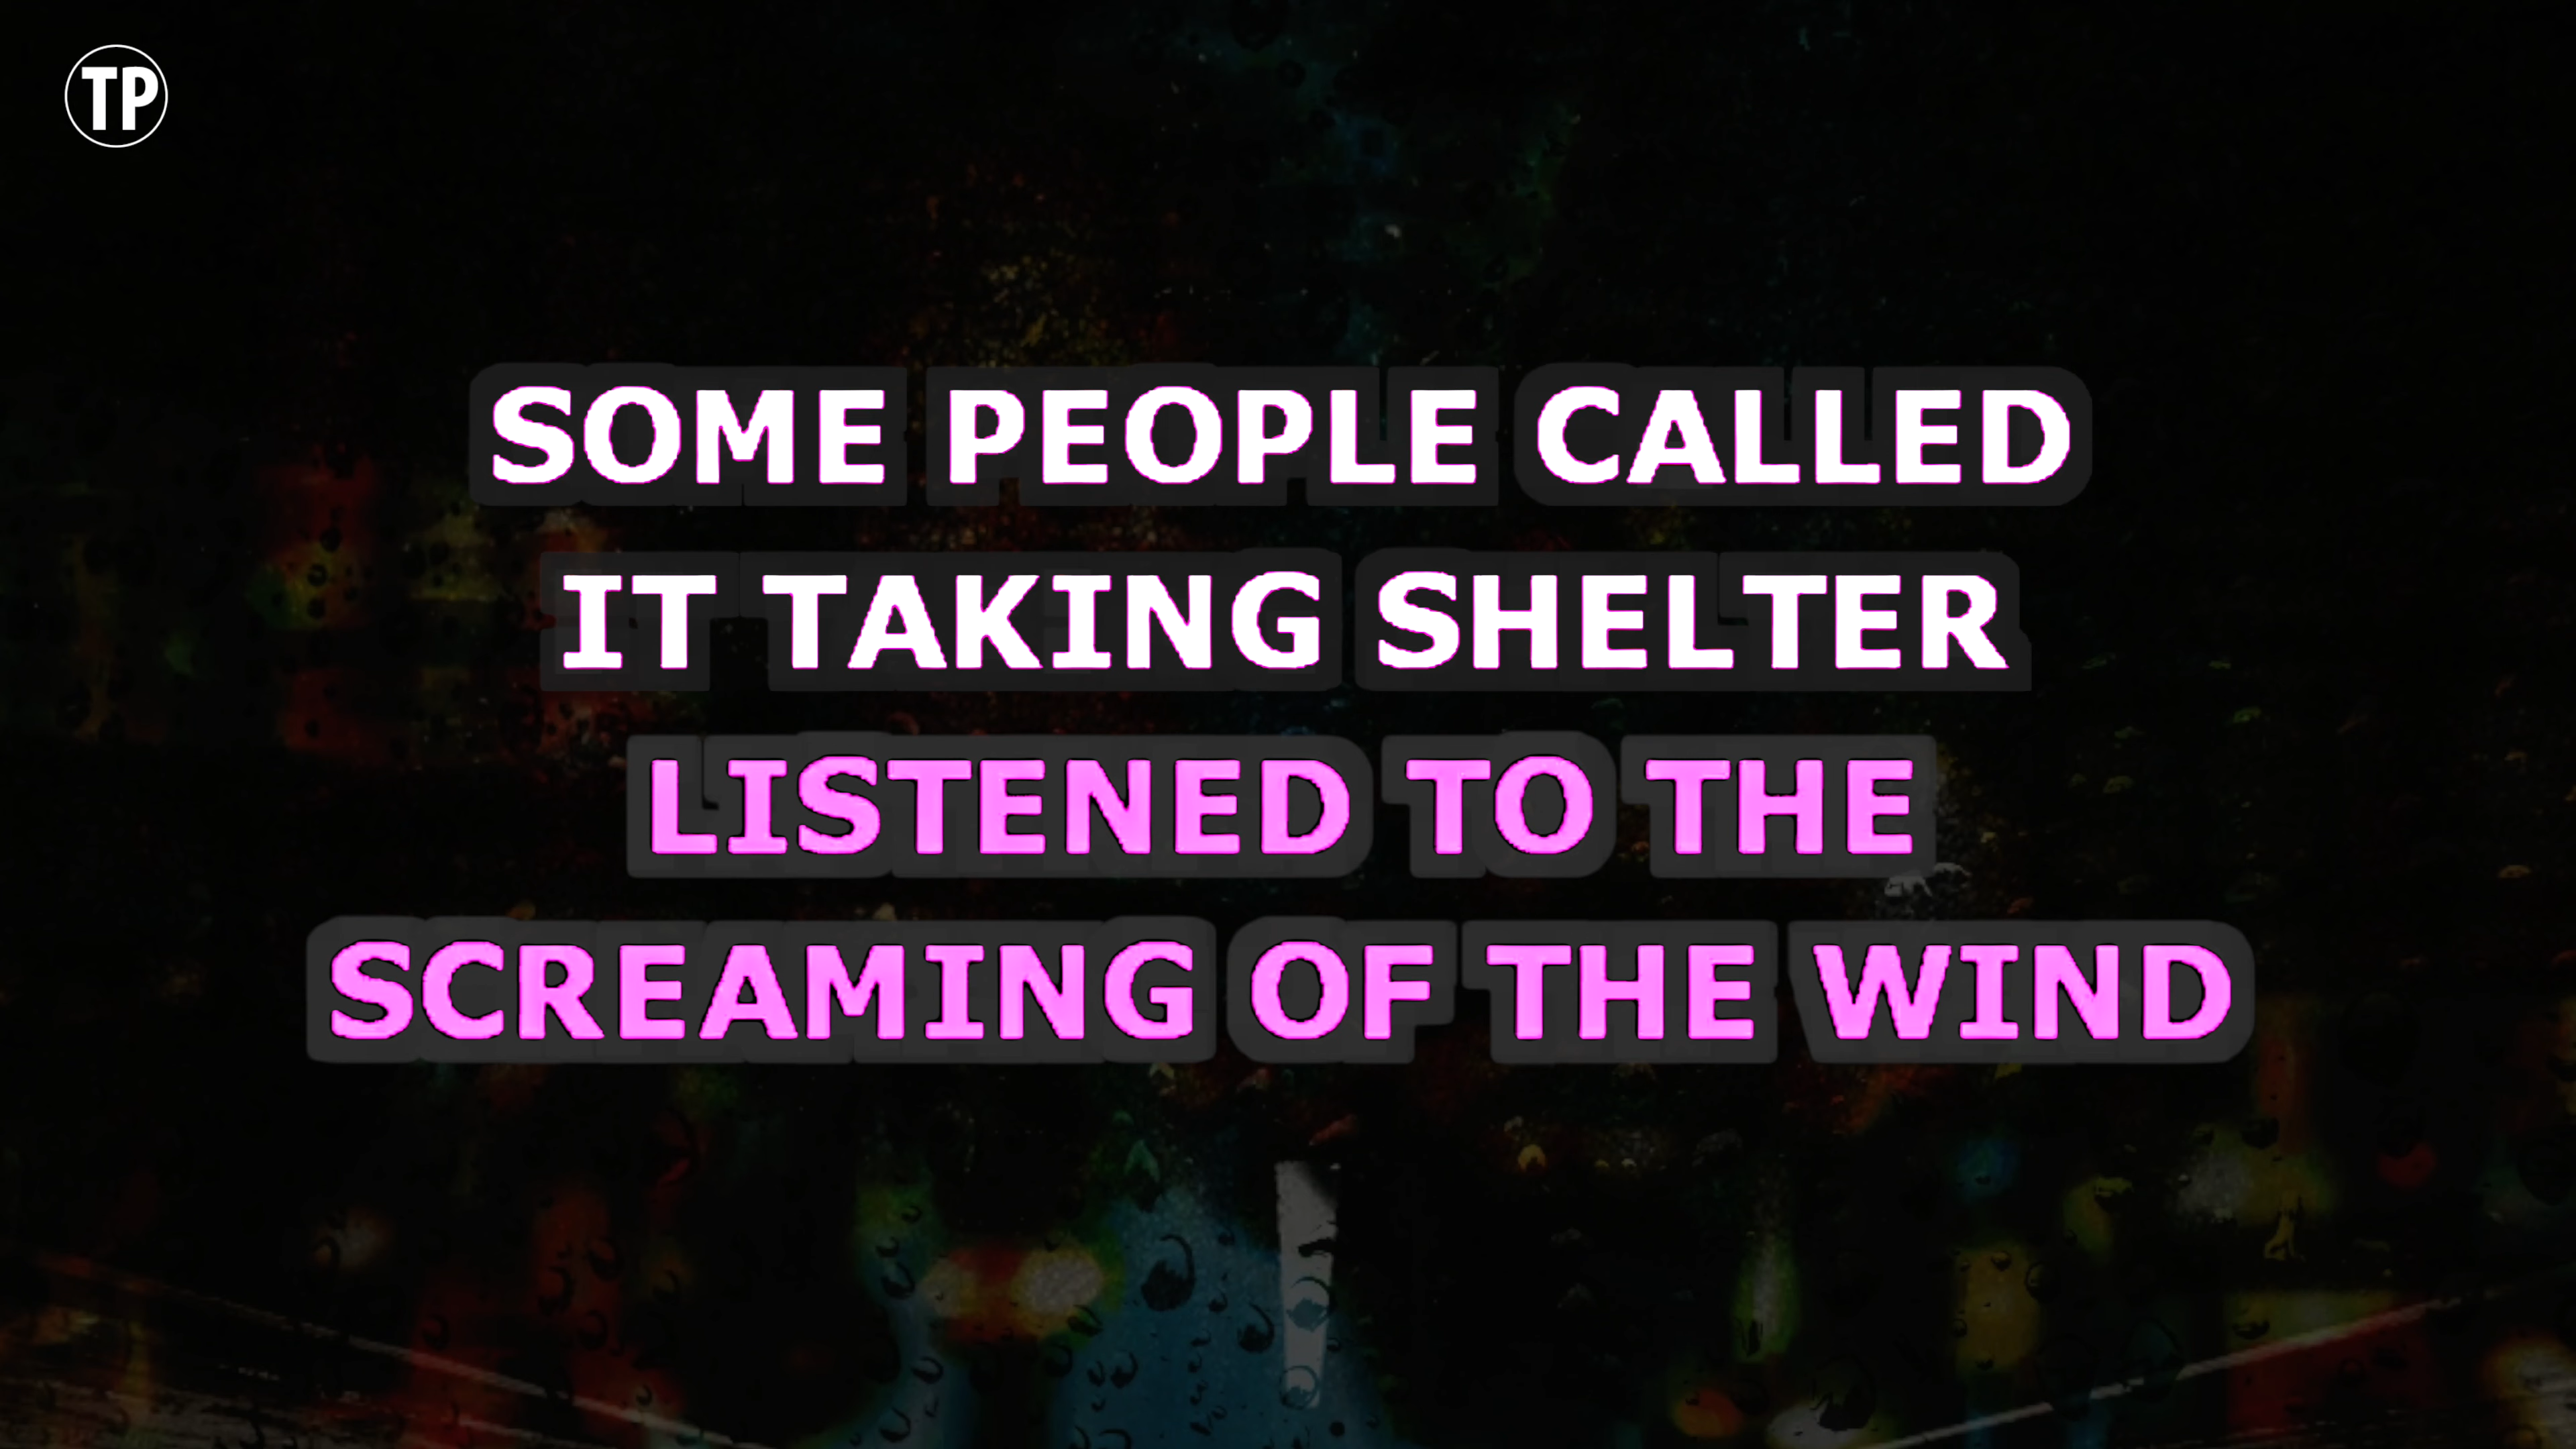 TP
SOME PEOPLE CALLED
IT TAKING SHELTER
LISTENED TO THE
SCREAMING OF THE WIND